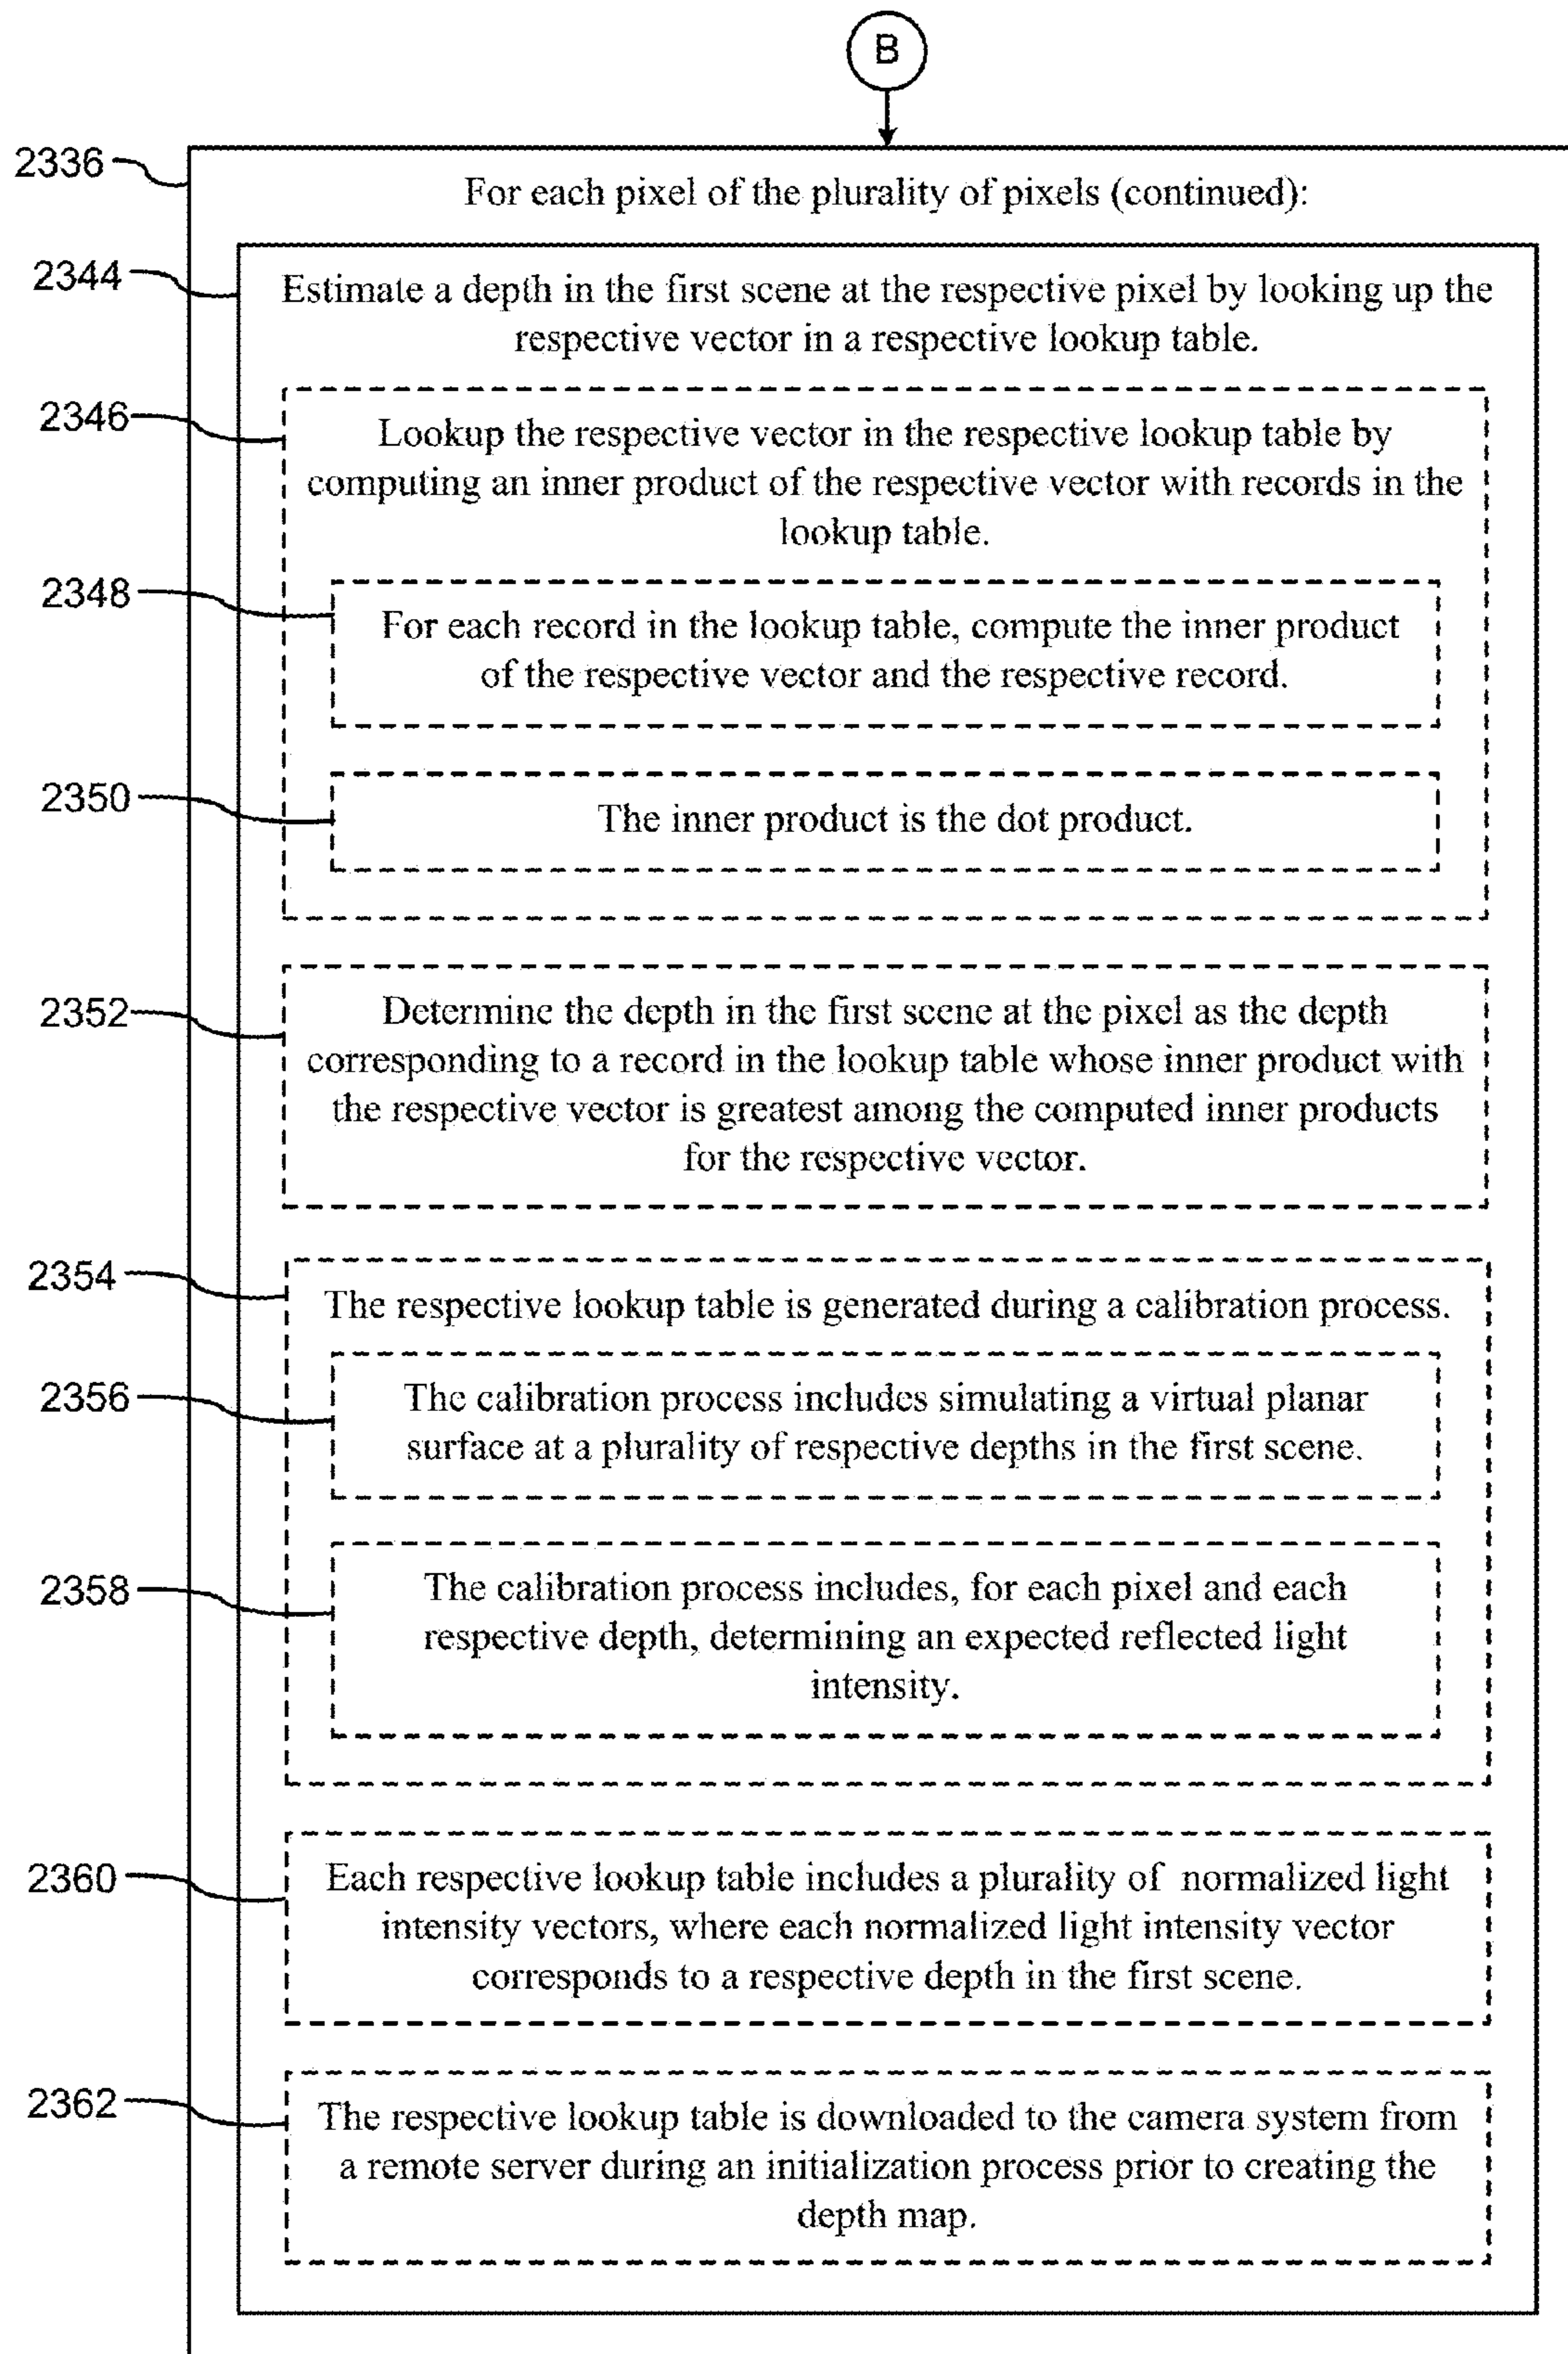 B
2336
For each pixel of the plurality of pixels (continued):
2344
Estimate a depth in the first scene at the respective pixel by looking up the
respective vector in a respective lookup table.
2346
Lookup the respective vector in the respective lookup table by
computing an inner product of the respective vector with records in the
lookup table.
2348
For each record in the lookup table, compute the inner product
of the respective vector and the respective record.
2350
The inner product is the dot product.
2352
Determine the depth in the first scene at the pixel as the depth
corresponding to a record in the lookup table whose inner product with
the respective vector is greatest among the computed inner products
for the respective vector.
2354
The respective lookup table is generated during a calibration process.
2356
The calibration process includes simulating a virtual planar
surface at a plurality of respective depths in the first scene.
2358
The calibration process includes, for each pixel and each
respective depth, determining an expected reflected light
intensity.
2360
Each respective lookup table includes a plurality of normalized light
intensity vectors, where each normalized light intensity vector
corresponds to a respective depth in the first scene.
2362
The respective lookup table is downloaded to the camera system from
a remote server during an initialization process prior to creating the
depth map.